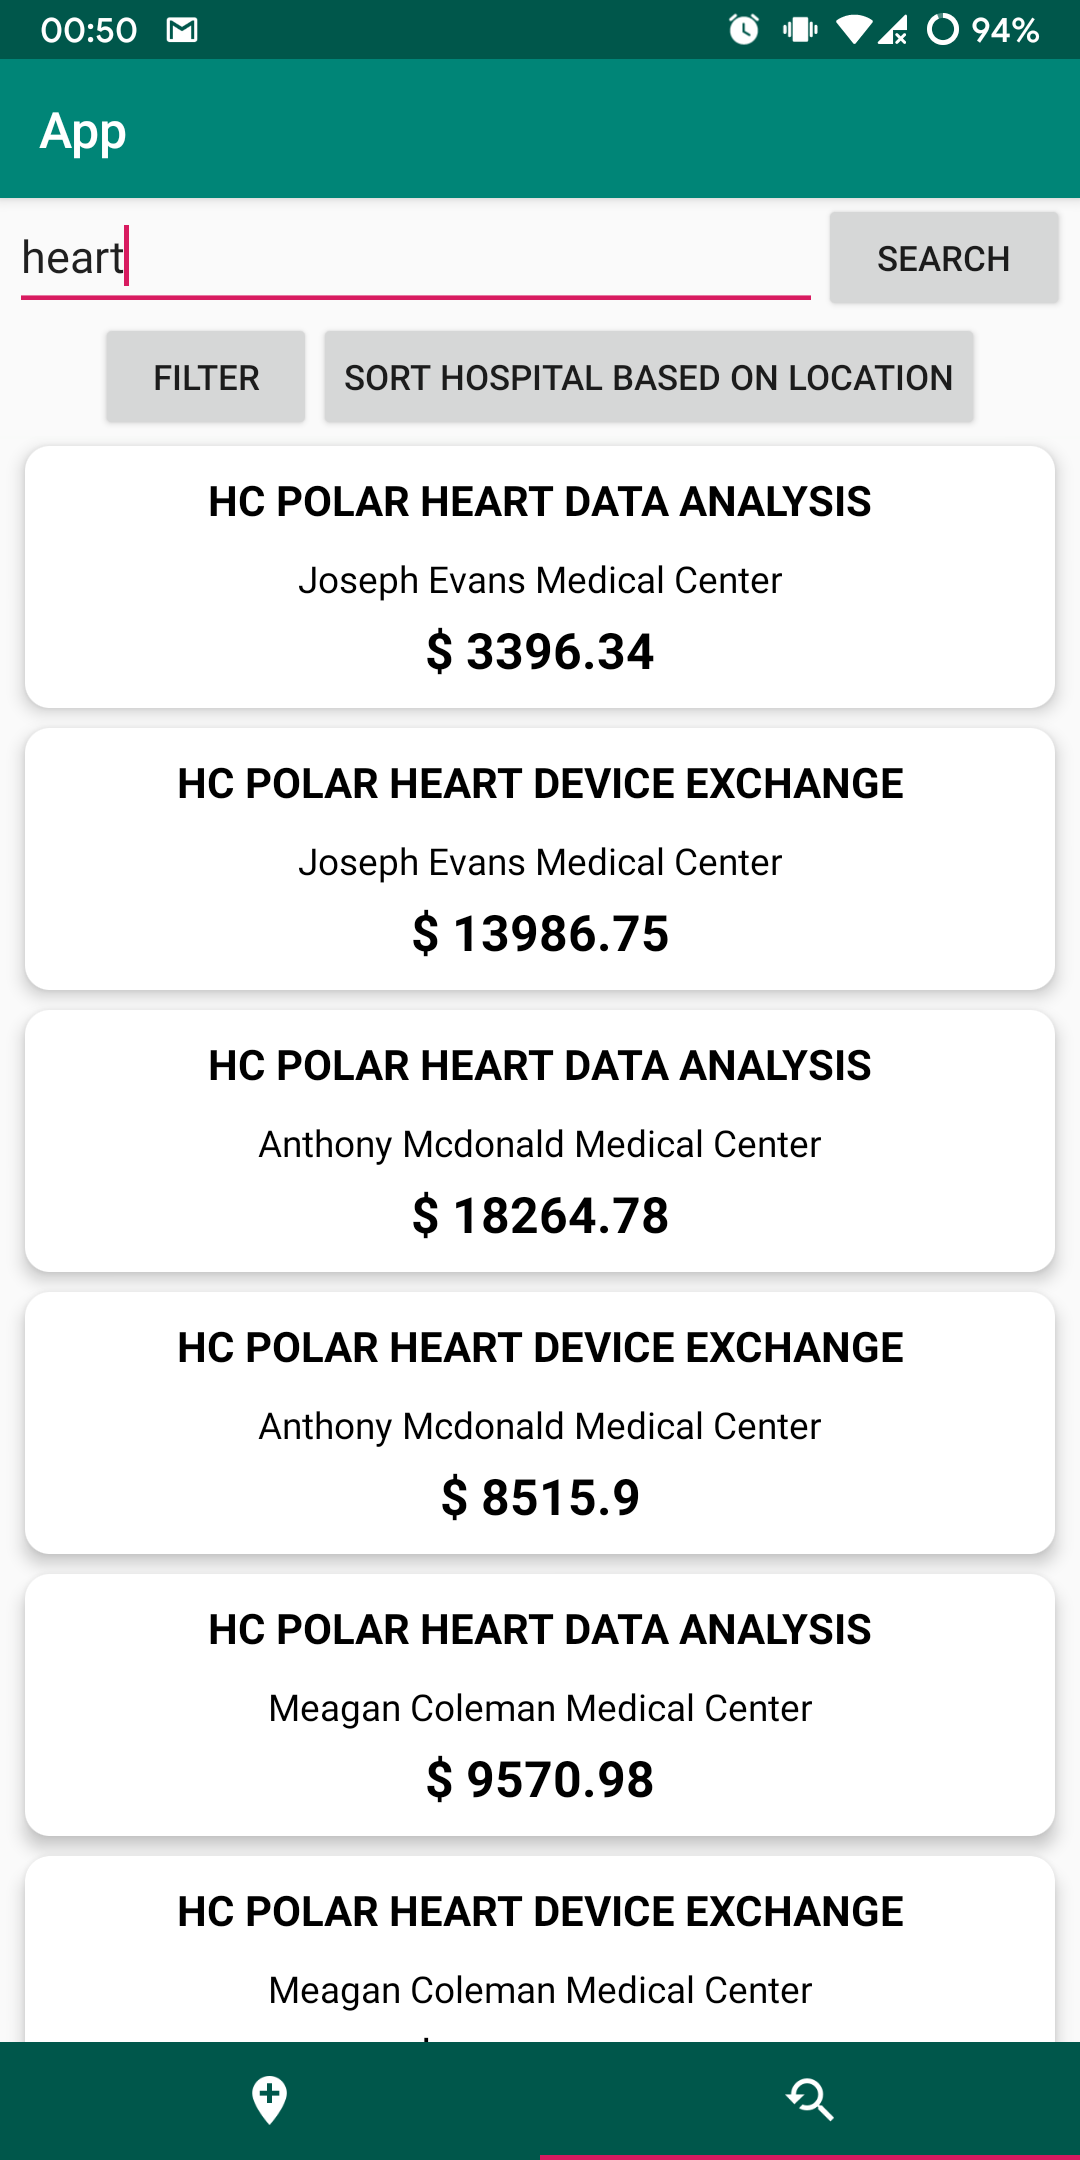 00:50 94%
App
heart SEARCH
FILTER SORT HOSPITAL BASED ON LOCATION
HC POLAR HEART DATA ANALYSIS
Joseph Evans Medical Center
$ 3396.34
HC POLAR HEART DEVICE EXCHANGE
Joseph Evans Medical Center
$ 13986.75
HC POLAR HEART DATA ANALYSIS
Anthony Mcdonald Medical Center
$ 18264.78
HC POLAR HEART DEVICE EXCHANGE
Anthony Mcdonald Medical Center
$ 8515.9
HC POLAR HEART DATA ANALYSIS
Meagan Coleman Medical Center
$ 9570.98
HC POLAR HEART DEVICE EXCHANGE
Meagan Coleman Medical Center